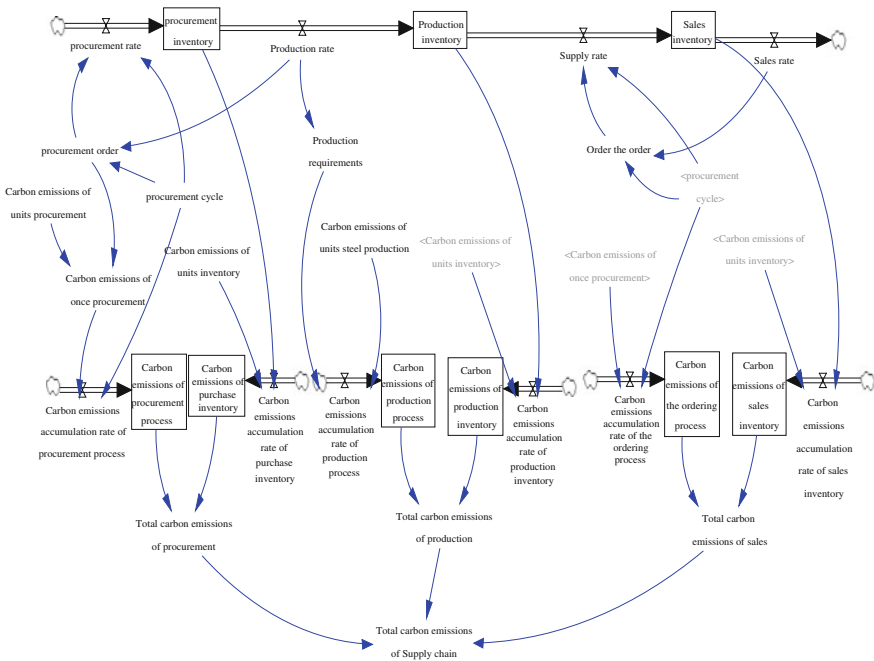 procurement
inventory
Production
inventory
Sales
inventory
procurement rate
Production rate
Supply rate
Sales rate
procurement order
Production
requirements
Order the order
<procurement
cycle>
Carbon emissions of
units procurement
procurement cycle
Carbon emissions of
units inventory
Carbon emissions of
units steel production
<Carbon emissions of
units inventory>
<Carbon emissions of
once procurement>
<Carbon emissions of
units inventory>
Carbon emissions of
once procurement
Carbon
emissions of
procurement
process
Carbon
emissions of
purchase
inventory
Carbon
emissions of
production
process
Carbon
emissions of
production
inventory
Carbon
emissions of
the ordering
process
Carbon
emissions of
sales
inventory
Carbon emissions
accumulation rate of
procurement process
Carbon
emissions
accumulation
rate of
purchase
inventory
Carbon
emissions
accumulation
rate of
production
process
Carbon
emissions
accumulation
rate of
production
inventory
Carbon
emissions
accumulation
rate of the
ordering
process
Carbon
emissions
accumulation
rate of sales
inventory
Total carbon emissions
of procurement
Total carbon emissions
of production
Total carbon
emissions of sales
Total carbon emissions
of Supply chain